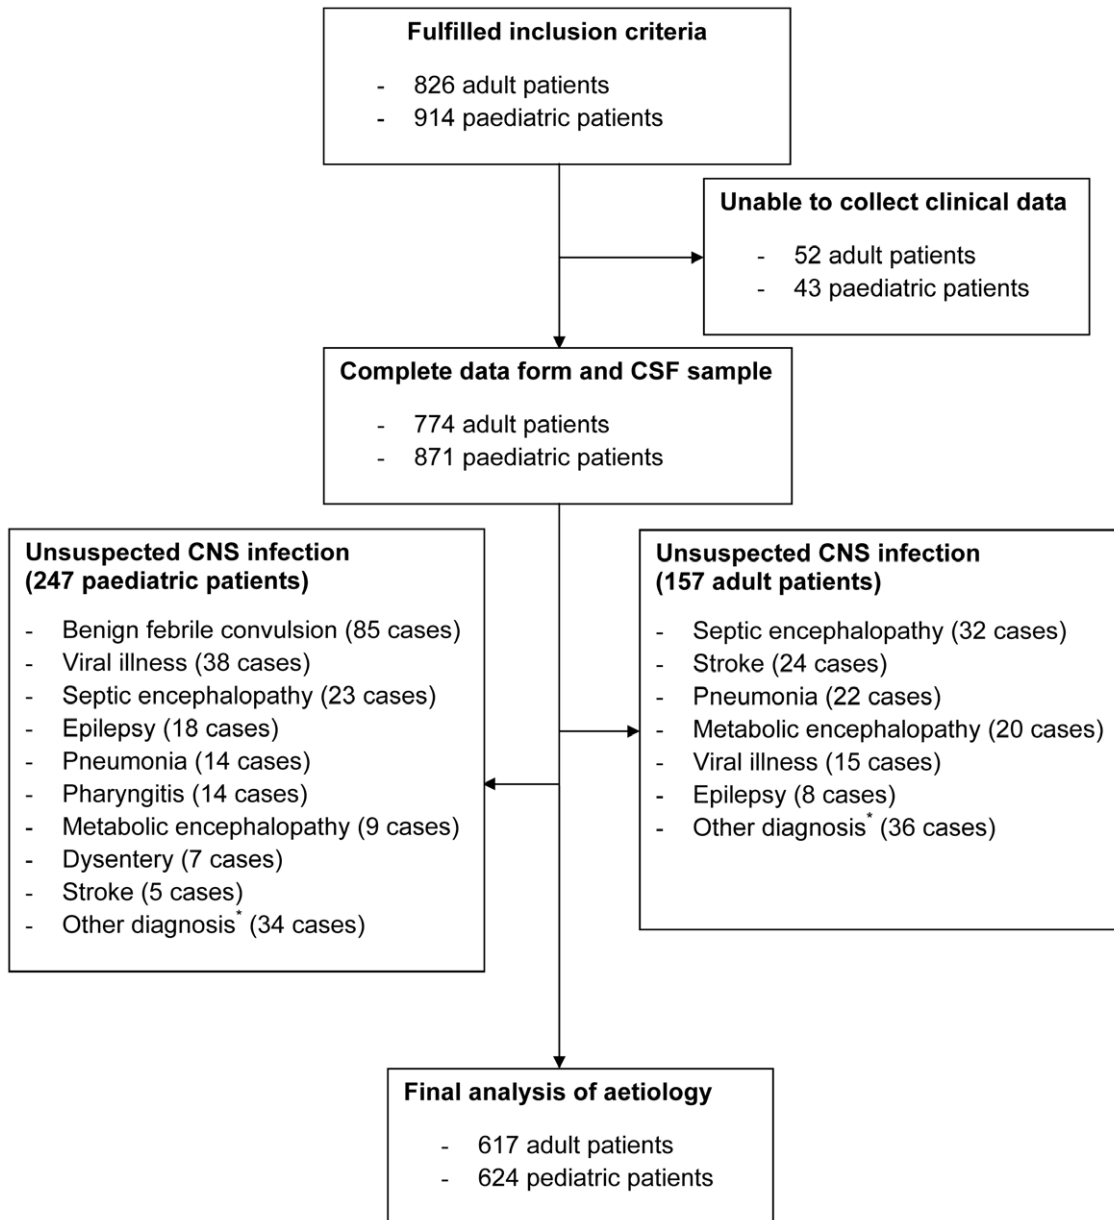 Fulfilled inclusion criteria
- 826 adult patients
- 914 paediatric patients
Unable to collect clinical data
- 52 adult patients
- 43 paediatric patients
Complete data form and CSF sample
- 774 adult patients
- 871 paediatric patients
Unsuspected CNS infection
(247 paediatric patients)
- Benign febrile convulsion (85 cases)
- Viral illness (38 cases)
- Septic encephalopathy (23 cases)
- Epilepsy (18 cases)
- Pneumonia (14 cases)
- Pharyngitis (14 cases)
- Metabolic encephalopathy (9 cases)
- Dysentery (7 cases)
- Stroke (5 cases)
- Other diagnosis* (34 cases)
Unsuspected CNS infection
(157 adult patients)
- Septic encephalopathy (32 cases)
- Stroke (24 cases)
- Pneumonia (22 cases)
- Metabolic encephalopathy (20 cases)
- Viral illness (15 cases)
- Epilepsy (8 cases)
- Other diagnosis* (36 cases)
Final analysis of aetiology
- 617 adult patients
- 624 pediatric patients